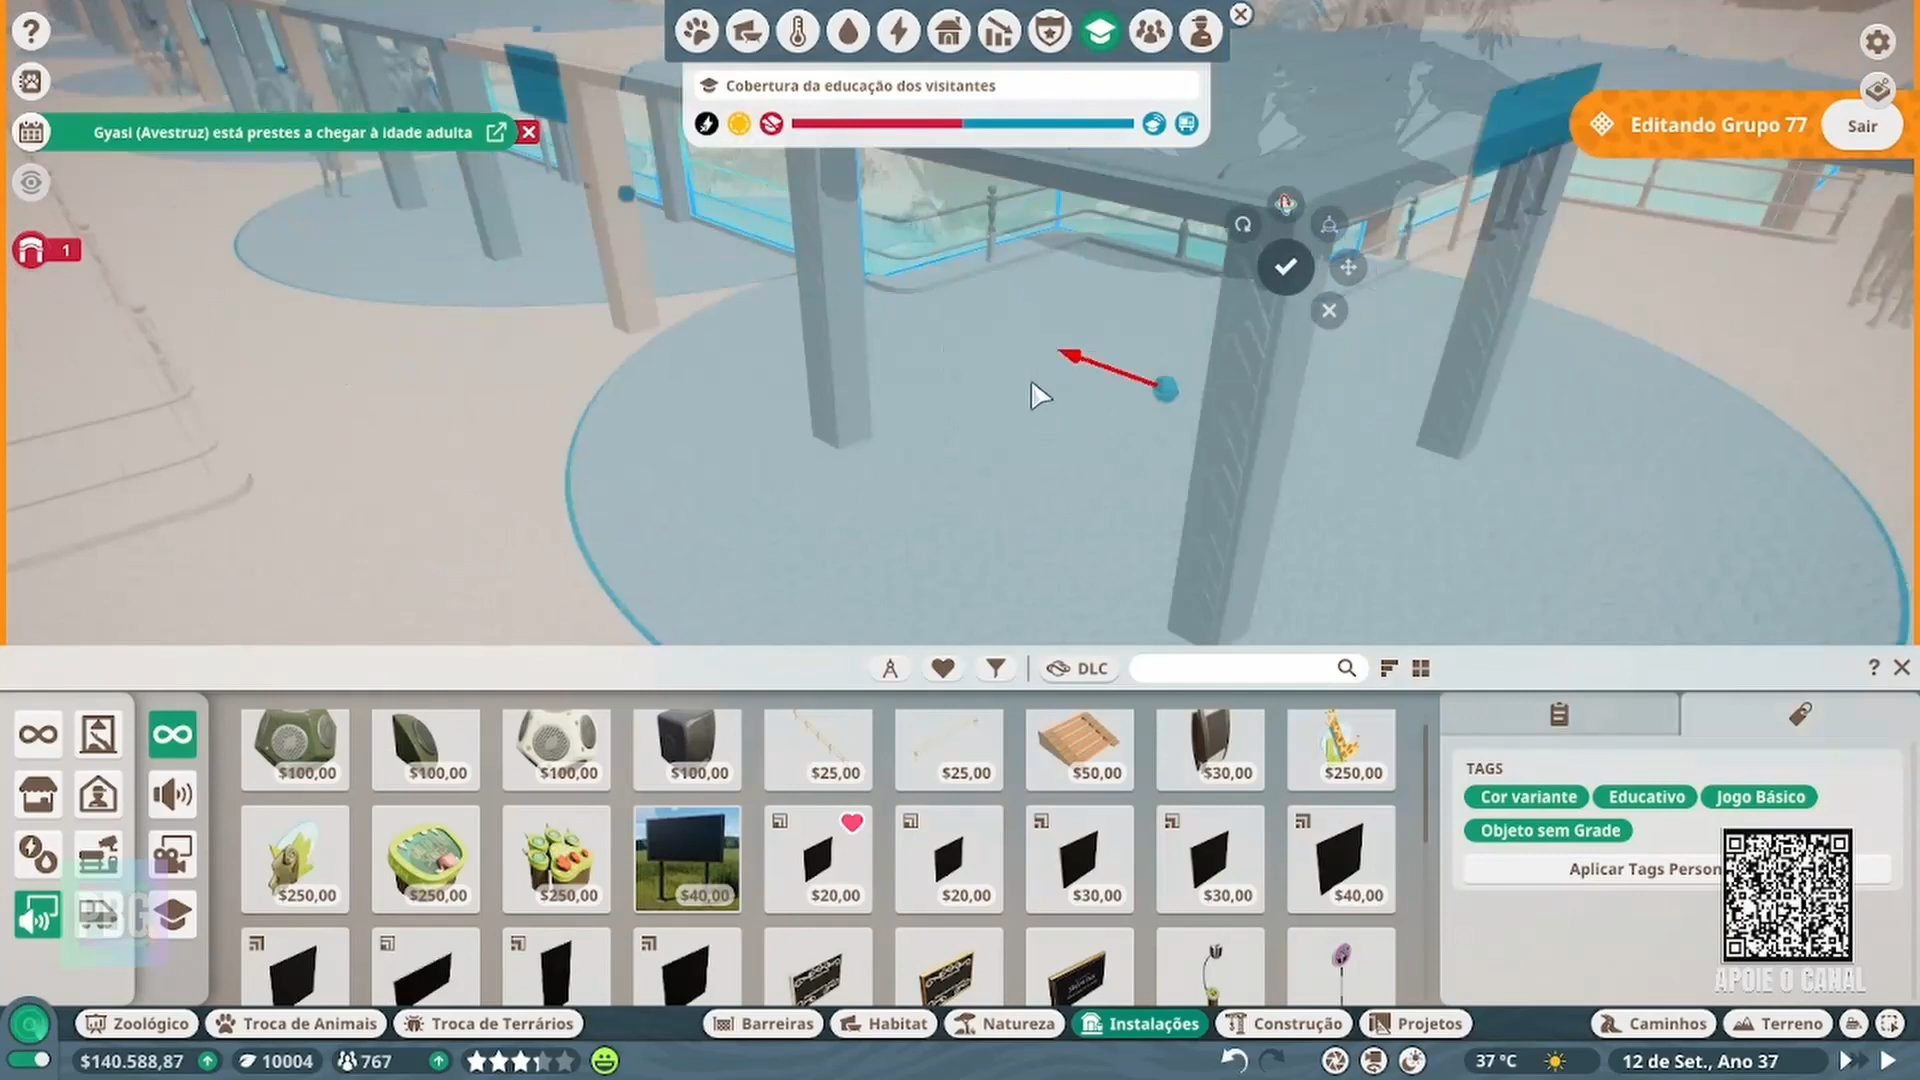 Cobertura da educação dos visitantes
Gyasi (Avestruz) está prestes a chegar à idade adulta
Editando Grupo 77
Sair
1
DLC
$100,00
$100,00
$100,00
$100,00
$25,00
$25,00
$50,00
$30,00
$250,00
$250,00
$250,00
$250,00
$40,00
$20,00
$20,00
$30,00
$30,00
$40,00
TAGS
Cor variante
Educativo
Jogo Básico
Objeto sem Grade
Aplicar Tags Person
PBG
APOIE O CANAL
Zoológico
Troca de Animais
Troca de Terrários
Barreiras
Habitat
Natureza
Instalações
Construção
Projetos
Caminhos
Terreno
$140.588,87
10004
767
37 °C
12 de Set., Ano 37